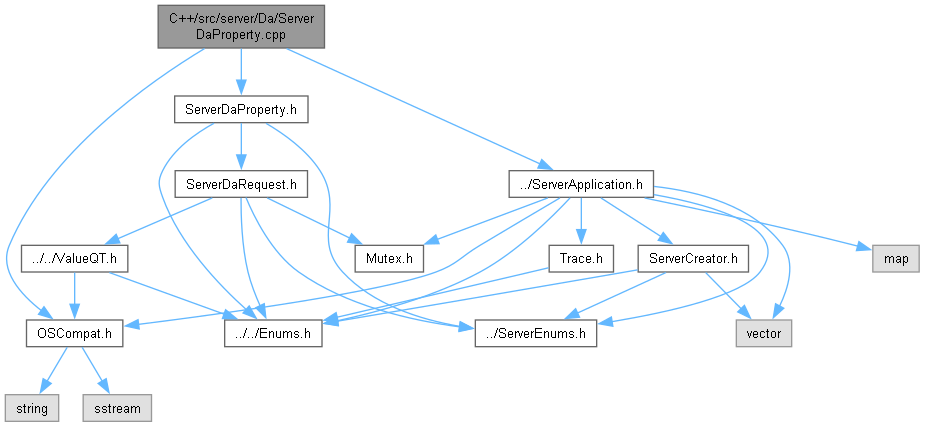 C++/src/server/Da/Server
DaProperty.cpp
ServerDaProperty.h
ServerDaRequest.h
../ServerApplication.h
../../ValueQT.h
Mutex.h
Trace.h
ServerCreator.h
map
OSCompat.h
../../Enums.h
../ServerEnums.h
vector
string
sstream